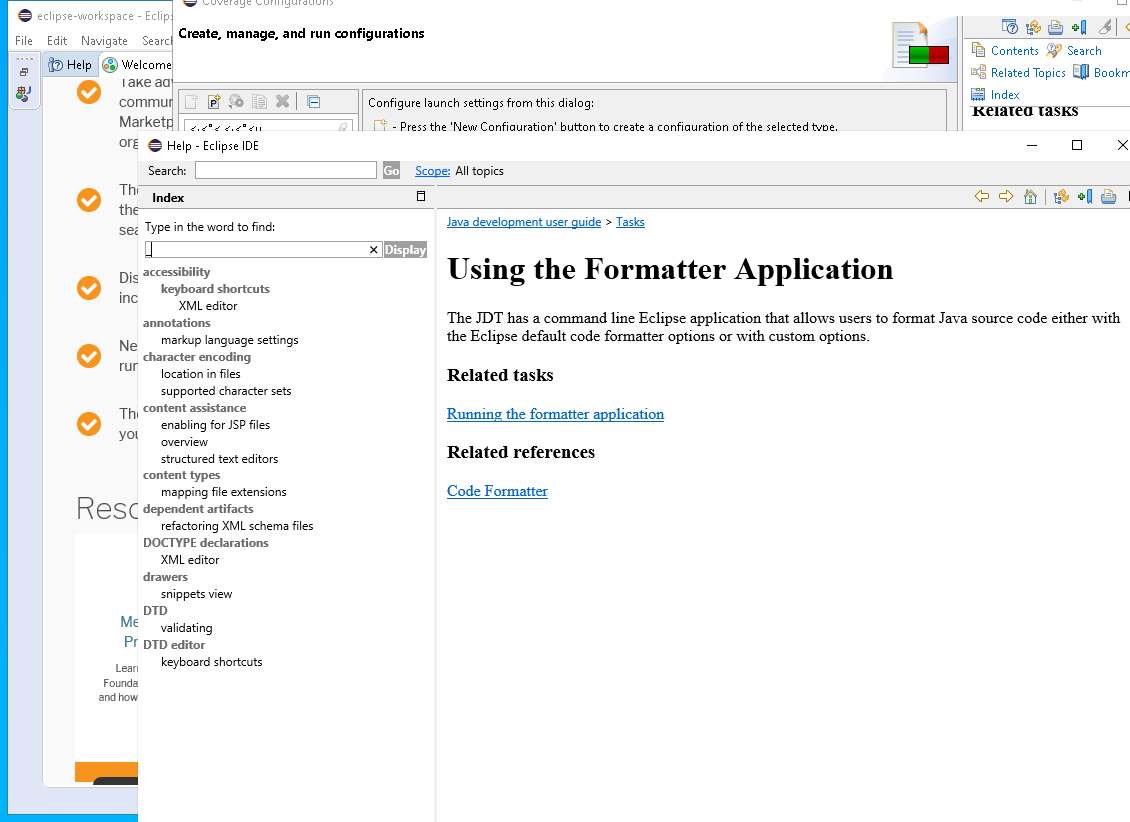 Coverage Configurations
eclipse-workspace - Eclips
File Edit Navigate Search
Create, manage, and run configurations
Contents Search
Help Welcome
Related Topics Bookm
Index
Configure launch settings from this dialog:
Related tasks
- Press the 'New Configuration' button to create a configuration of the selected type.
Take adv
commun
Marketp
orga
The
the
sea
Dis
inc
Ne
run
The
you
Reso
Me
Pr
Learn
Founda
and how
Help - Eclipse IDE
Search: Go Scope: All topics
Index
Type in the word to find:
Display
accessibility
keyboard shortcuts
XML editor
annotations
markup language settings
character encoding
location in files
supported character sets
content assistance
enabling for JSP files
overview
structured text editors
content types
mapping file extensions
dependent artifacts
refactoring XML schema files
DOCTYPE declarations
XML editor
drawers
snippets view
DTD
validating
DTD editor
keyboard shortcuts
Java development user guide > Tasks
Using the Formatter Application
The JDT has a command line Eclipse application that allows users to format Java source code either with
the Eclipse default code formatter options or with custom options.
Related tasks
Running the formatter application
Related references
Code Formatter